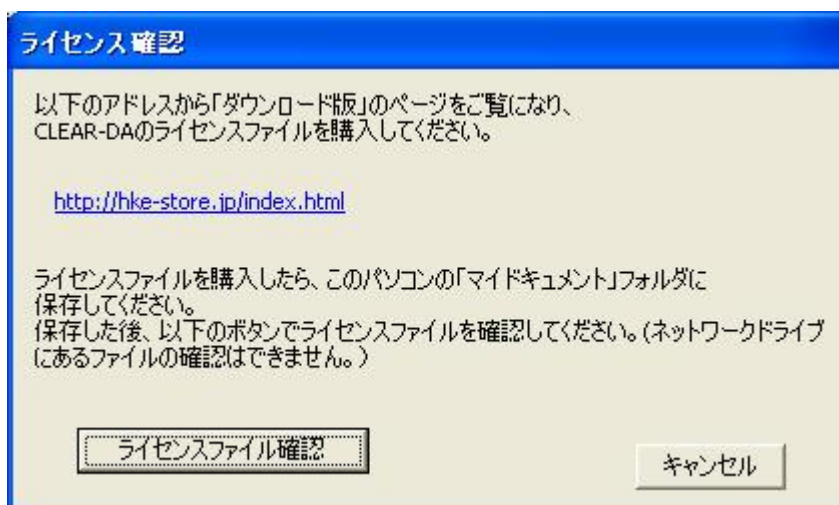 ライセンス確認
以下のアドレスから「ダウンロード版」のページをご覧になり、
CLEAR-DAのライセンスファイルを購入してください。
http://hke-store.jp/index.html
ライセンスファイルを購入したら、このパソコンの「マイドキュメント」フォルダに
保存してください。
保存した後、以下のボタンでライセンスファイルを確認してください。(ネットワークドライブ
にあるファイルの確認はできません。)
ライセンスファイル確認
キャンセル